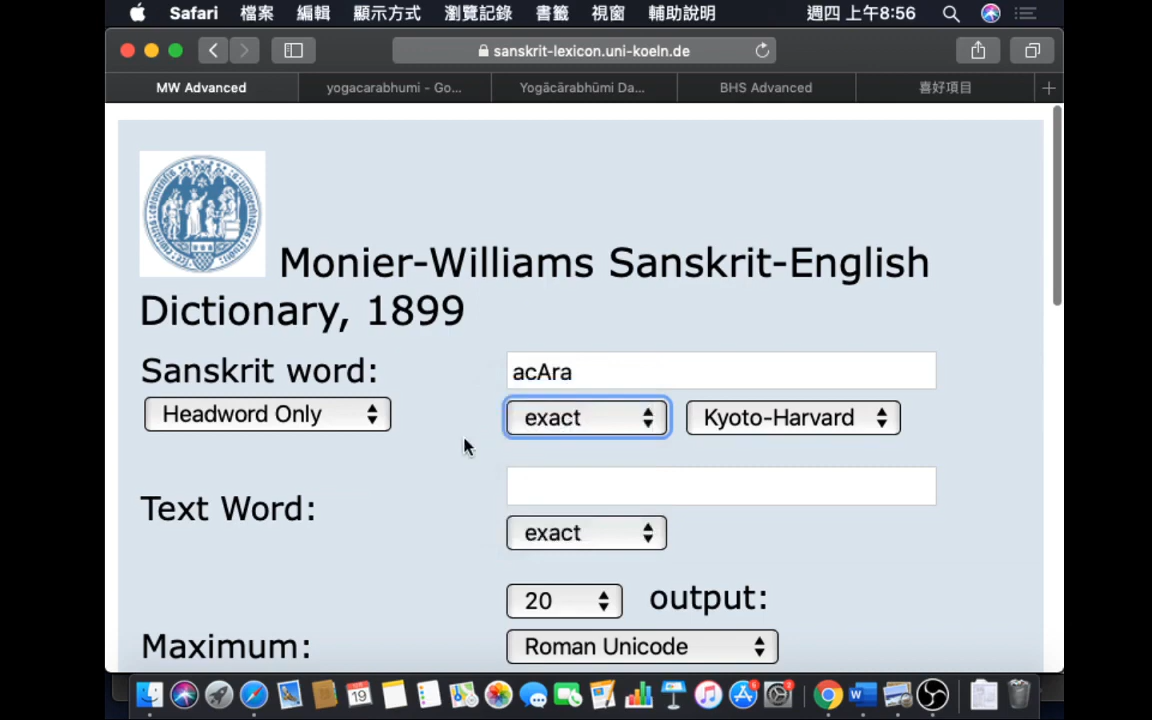 Safari 檔案 編輯 顯示方式 瀏覽記錄 書籤 視窗 輔助說明 週四 上午8:56
sanskrit-lexicon.uni-koeln.de
MW Advanced yogacarabhumi - Go... Yogācārabhūmi Da... BHS Advanced 喜好項目 +
Monier-Williams Sanskrit-English
Dictionary, 1899
Sanskrit word: acAra
Headword Only exact Kyoto-Harvard
Text Word:
exact
20 output:
Maximum: Roman Unicode